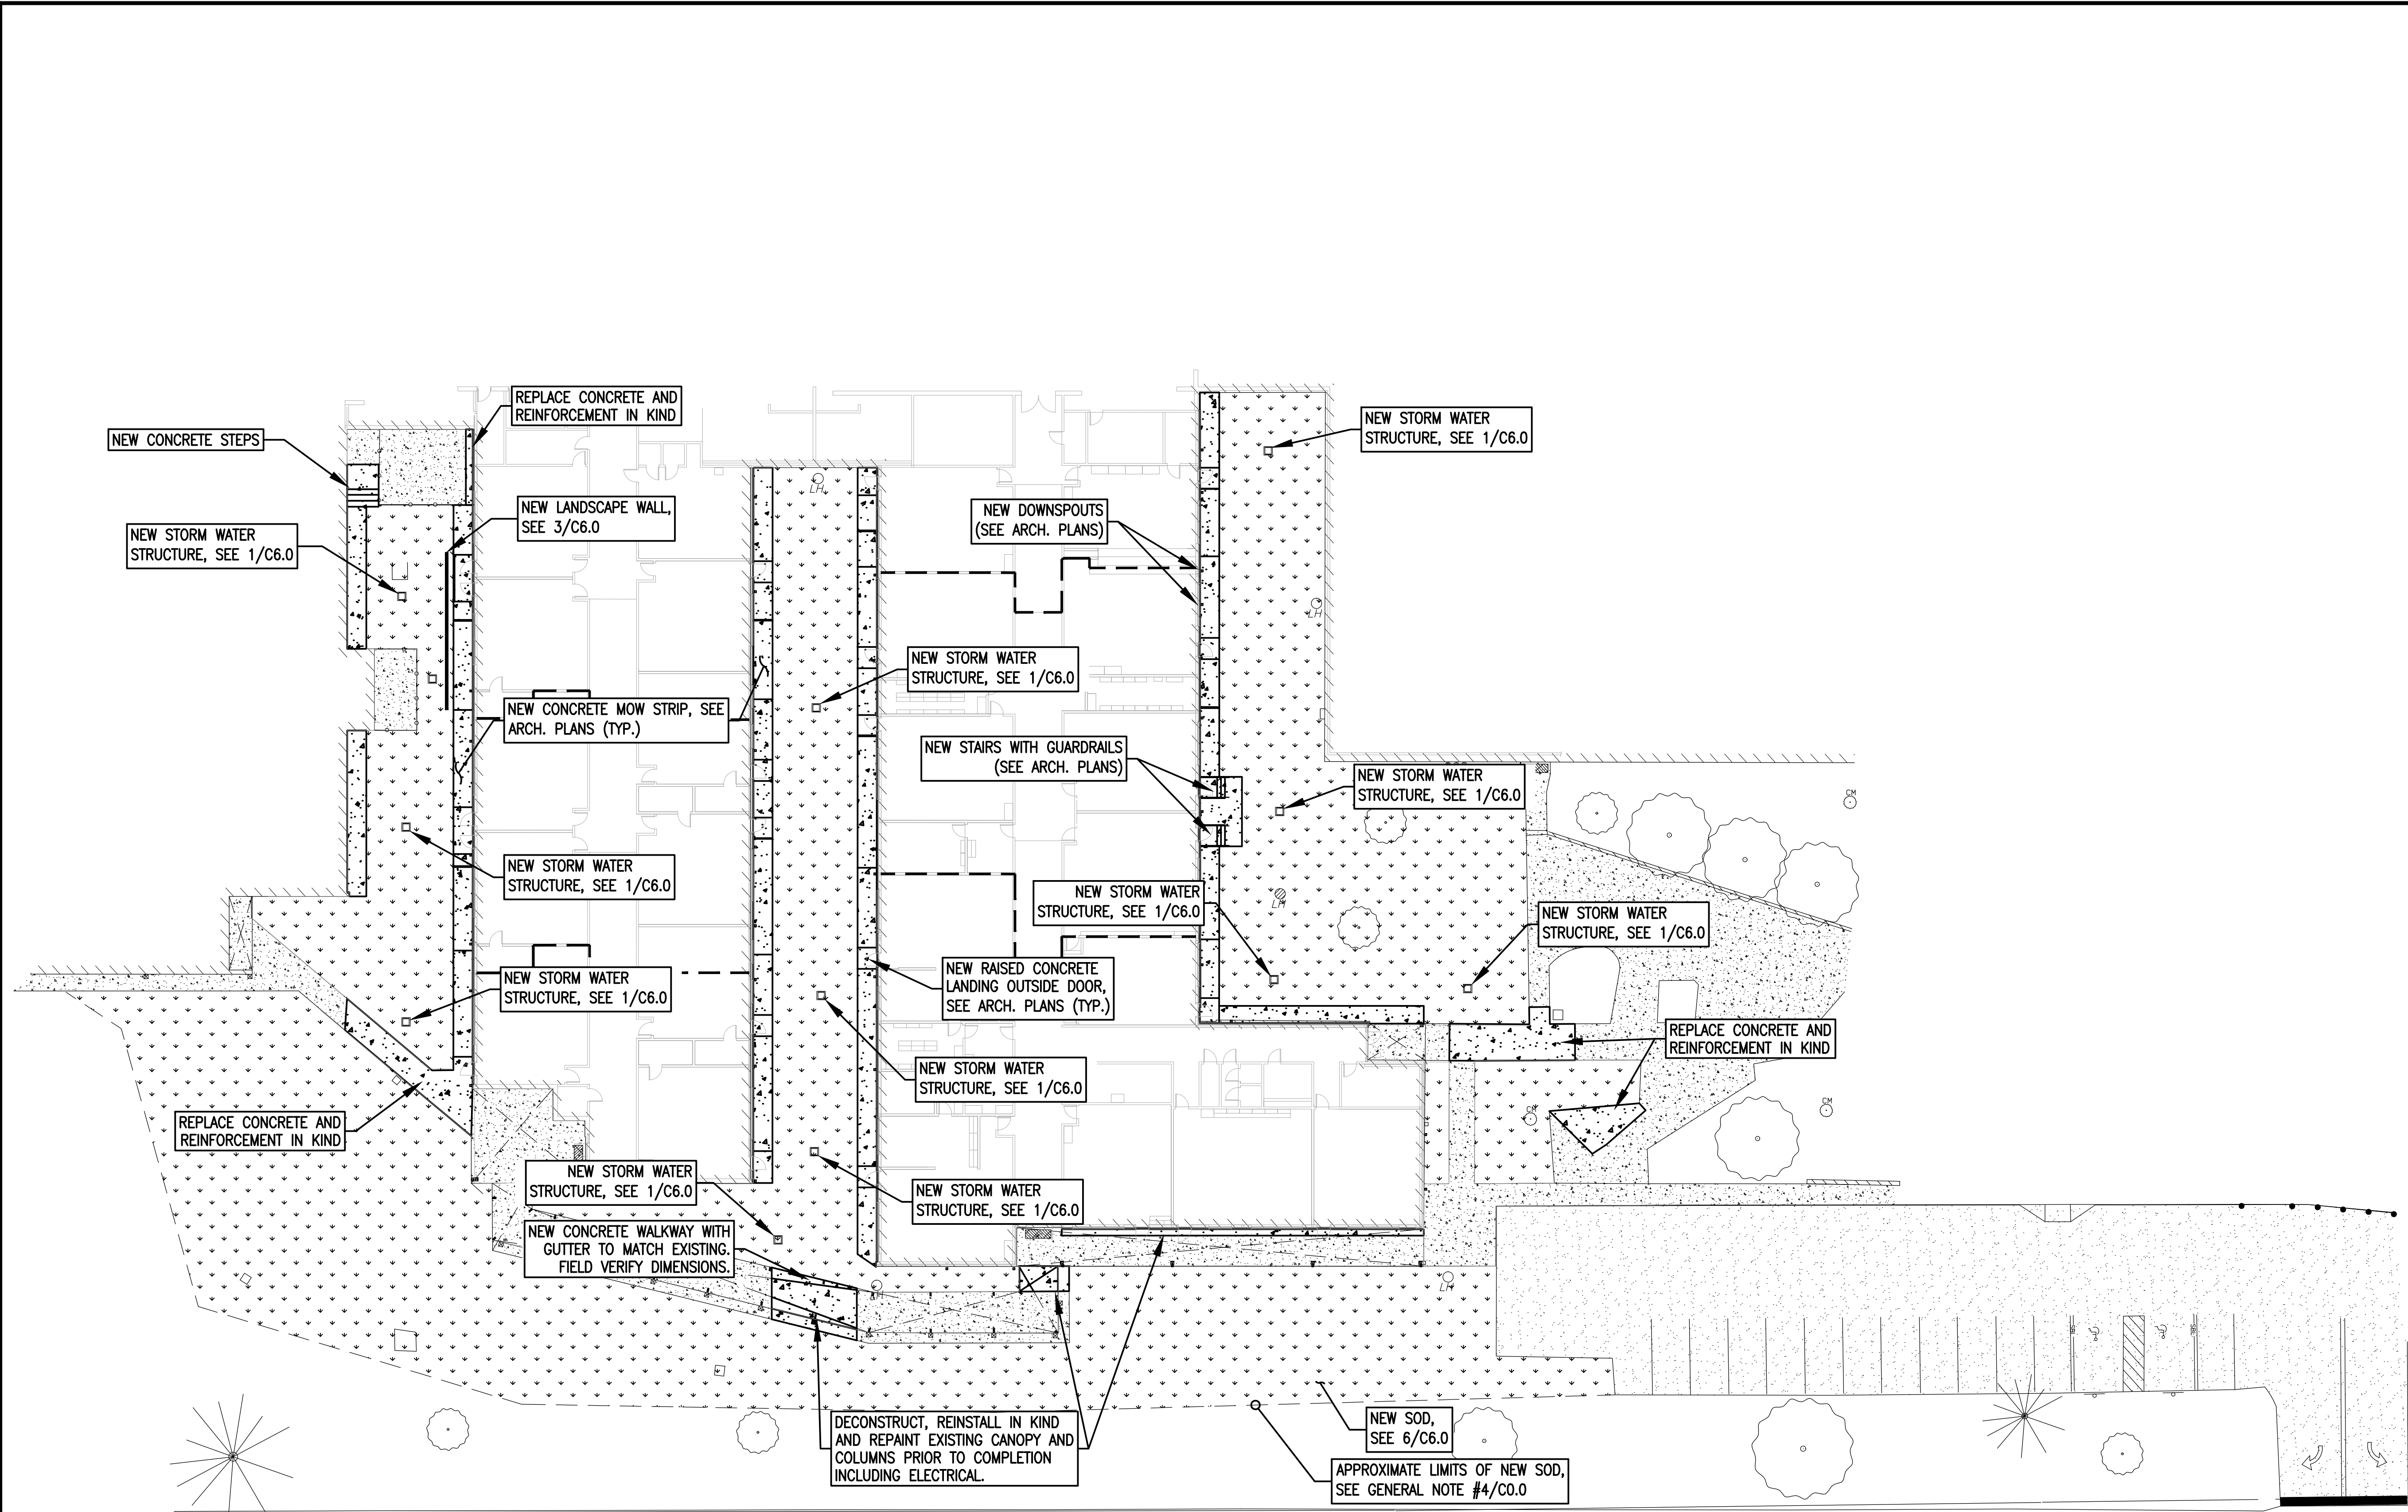 REPLACE CONCRETE AND
REINFORCEMENT IN KIND
NEW CONCRETE STEPS
NEW STORM WATER
STRUCTURE, SEE 1/C6.0
LH
NEW LANDSCAPE WALL,
SEE 3/C6.0
NEW DOWNSPOUTS
(SEE ARCH. PLANS)
NEW STORM WATER
STRUCTURE, SEE 1/C6.0
LH
NEW STORM WATER
STRUCTURE, SEE 1/C6.0
NEW CONCRETE MOW STRIP, SEE
ARCH. PLANS (TYP.)
NEW STAIRS WITH GUARDRAILS
(SEE ARCH. PLANS)
NEW STORM WATER
STRUCTURE, SEE 1/C6.0
CM
NEW STORM WATER
STRUCTURE, SEE 1/C6.0
NEW STORM WATER
STRUCTURE, SEE 1/C6.0
LH
NEW STORM WATER
STRUCTURE, SEE 1/C6.0
NEW STORM WATER
STRUCTURE, SEE 1/C6.0
NEW RAISED CONCRETE
LANDING OUTSIDE DOOR,
SEE ARCH. PLANS (TYP.)
REPLACE CONCRETE AND
REINFORCEMENT IN KIND
NEW STORM WATER
STRUCTURE, SEE 1/C6.0
CM
CM
REPLACE CONCRETE AND
REINFORCEMENT IN KIND
NEW STORM WATER
STRUCTURE, SEE 1/C6.0
NEW STORM WATER
STRUCTURE, SEE 1/C6.0
NEW CONCRETE WALKWAY WITH
GUTTER TO MATCH EXISTING.
FIELD VERIFY DIMENSIONS.
LH
LH
DECONSTRUCT, REINSTALL IN KIND
AND REPAINT EXISTING CANOPY AND
COLUMNS PRIOR TO COMPLETION
INCLUDING ELECTRICAL.
NEW SOD,
SEE 6/C6.0
APPROXIMATE LIMITS OF NEW SOD,
SEE GENERAL NOTE #4/C0.0